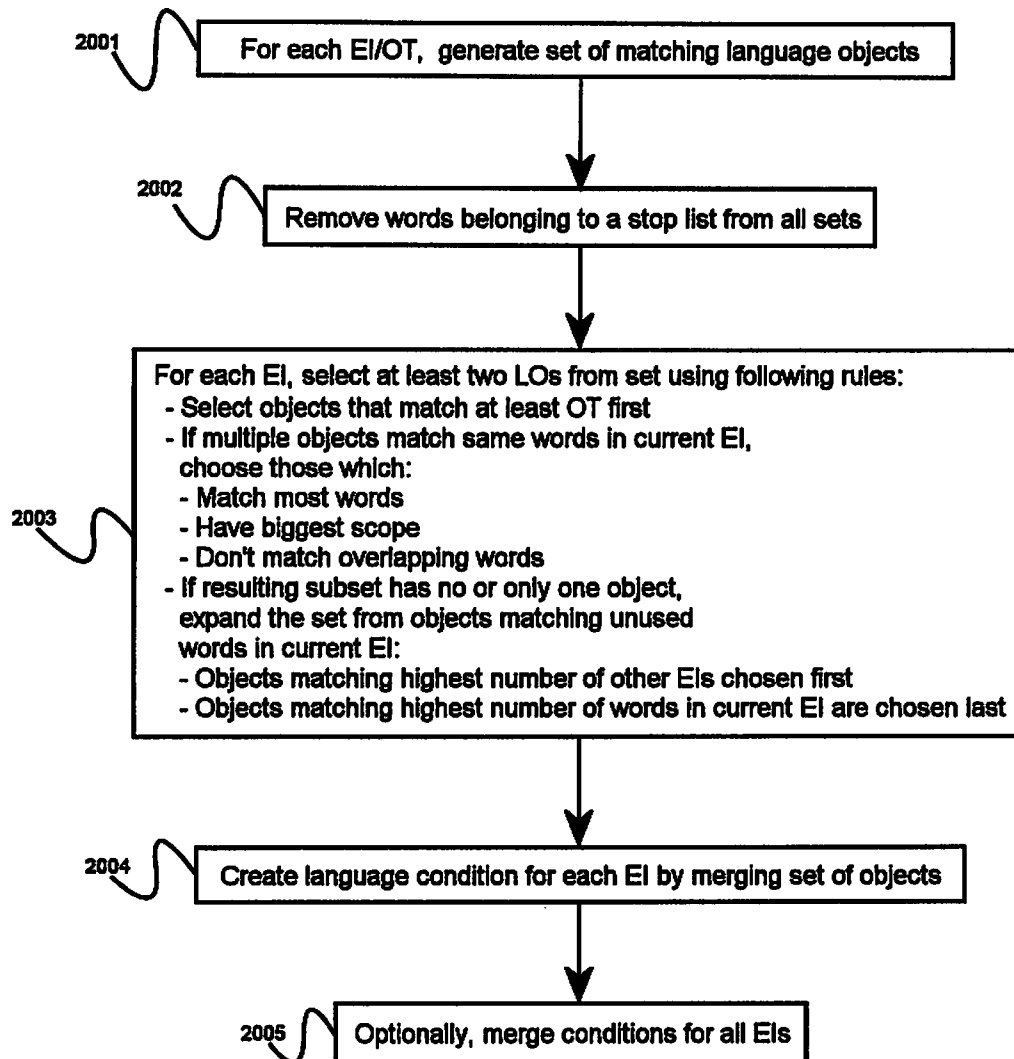 2001
For each EI/OT, generate set of matching language objects
2002
Remove words belonging to a stop list from all sets
For each EI, select at least two LOs from set using following rules:
- Select objects that match at least OT first
- If multiple objects match same words in current EI,
choose those which:
- Match most words
- Have biggest scope
- Don't match overlapping words
2003
- If resulting subset has no or only one object,
expand the set from objects matching unused
words in current EI:
- Objects matching highest number of other EIs chosen first
- Objects matching highest number of words in current EI are chosen last
2004
Create language condition for each EI by merging set of objects
2005
Optionally, merge conditions for all EIs